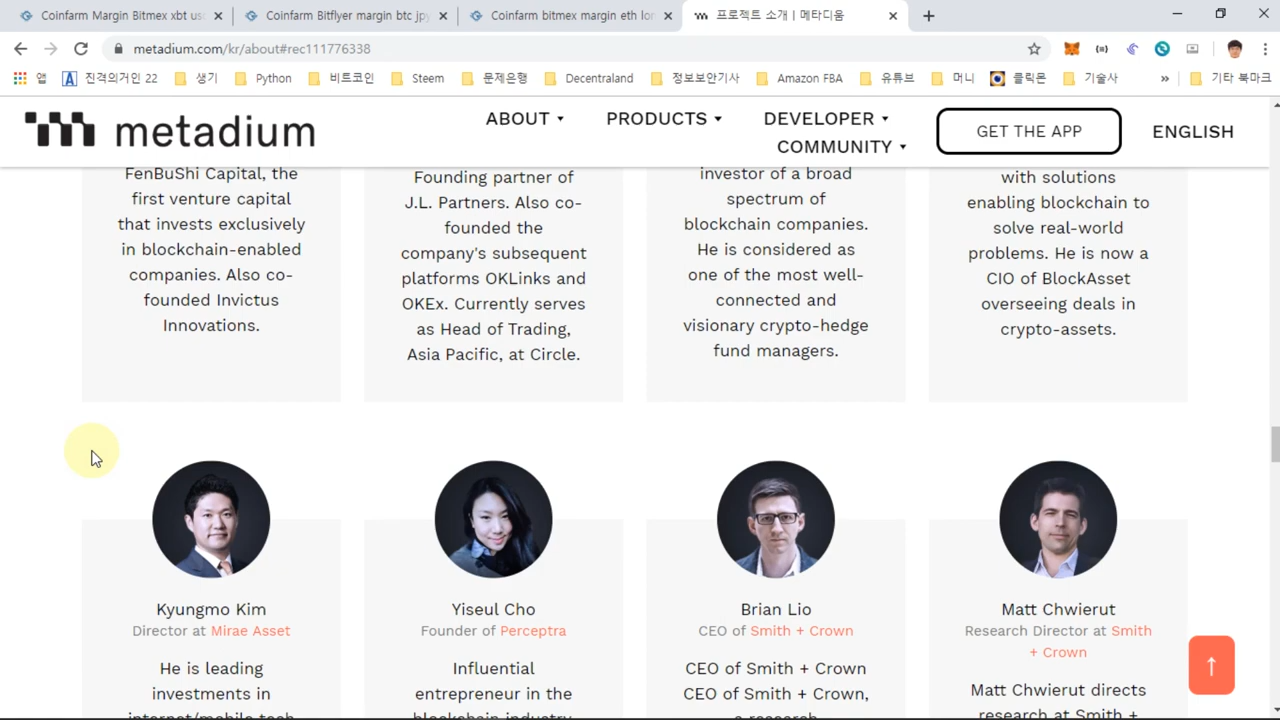 Coinfarm Margin Bitmex xbt us
Coinfarm Bitflyer margin btc jp
Coinfarm bitmex margin eth lo
프로젝트 소개 | 메타디움
metadium.com/kr/about#rec111776338
앱
진격의거인 22
생기
Python
비트코인
Steem
문제은행
Decentraland
정보보안기사
Amazon FBA
유튜브
머니
클릭몬
기술사
»
기타 북마크
metadium
ABOUT
PRODUCTS
DEVELOPER
COMMUNITY
GET THE APP
ENGLISH
FenBuShi Capital, the
first venture capital
that invests exclusively
in blockchain-enabled
companies. Also co-
founded Invictus
Innovations.
Founding partner of
J.L. Partners. Also co-
founded the
company's subsequent
platforms OKLinks and
OKEx. Currently serves
as Head of Trading,
Asia Pacific, at Circle.
investor of a broad
spectrum of
blockchain companies.
He is considered as
one of the most well-
connected and
visionary crypto-hedge
fund managers.
with solutions
enabling blockchain to
solve real-world
problems. He is now a
CIO of BlockAsset
overseeing deals in
crypto-assets.
Kyungmo Kim
Director at Mirae Asset
He is leading
investments in
internet/mobile tech
Yiseul Cho
Founder of Perceptra
Influential
entrepreneur in the
blockchain industry
Brian Lio
CEO of Smith + Crown
CEO of Smith + Crown
CEO of Smith + Crown,
a research
Matt Chwierut
Research Director at Smith
+ Crown
Matt Chwierut directs
research at Smith +